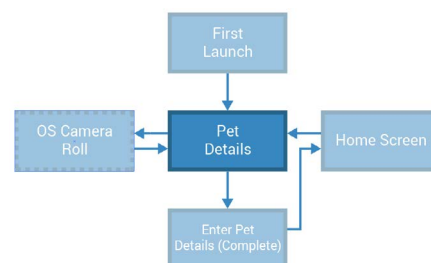 First
Launch
OS Camera
Roll
Pet
Details
Home Screen
Enter Pet
Details (Complete)